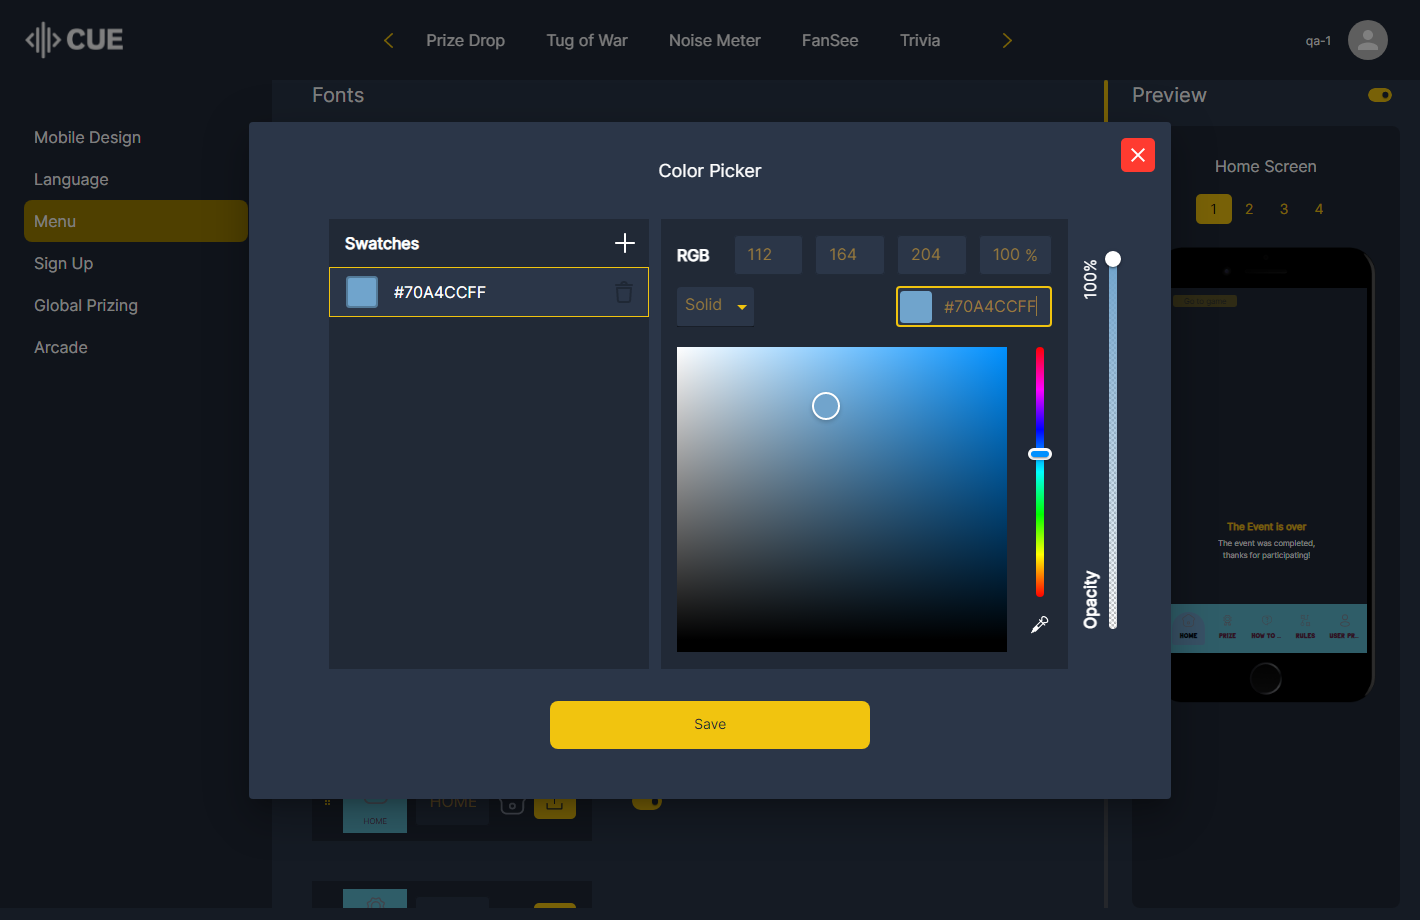 CUE
Prize Drop
Tug of War
Noise Meter
FanSee
Trivia
qa-1
Fonts
Preview
Mobile Design
Language
Menu
Sign Up
Global Prizing
Arcade
Color Picker
Swatches
#70A4CCFF
RGB
112
164
204
100 %
Solid
#70A4CCFF
100%
Opacity
Save
Home Screen
1
2
3
4
Go to game
The Event is over
The event was completed,
thanks for participating!
HOME
PRIZE
HOW TO ..
RULES
USER PR..
HOME
HOME